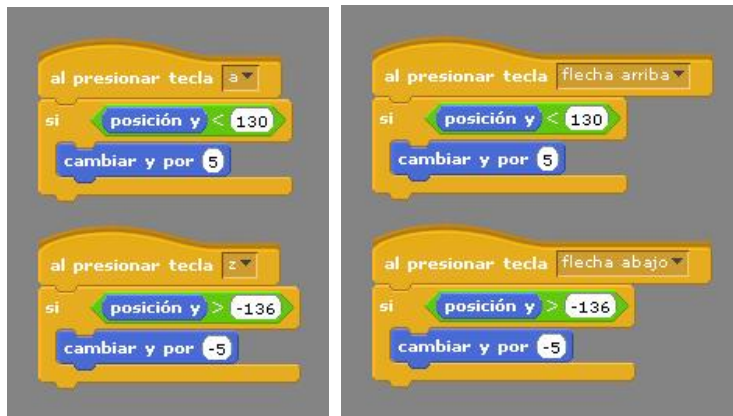 al presionar tecla a
si posición y < 130
cambiar y por 5
al presionar tecla z
si posición y > -136
cambiar y por -5
al presionar tecla flecha arriba
si posición y < 130
cambiar y por 5
al presionar tecla flecha abajo
si posición y > -136
cambiar y por -5